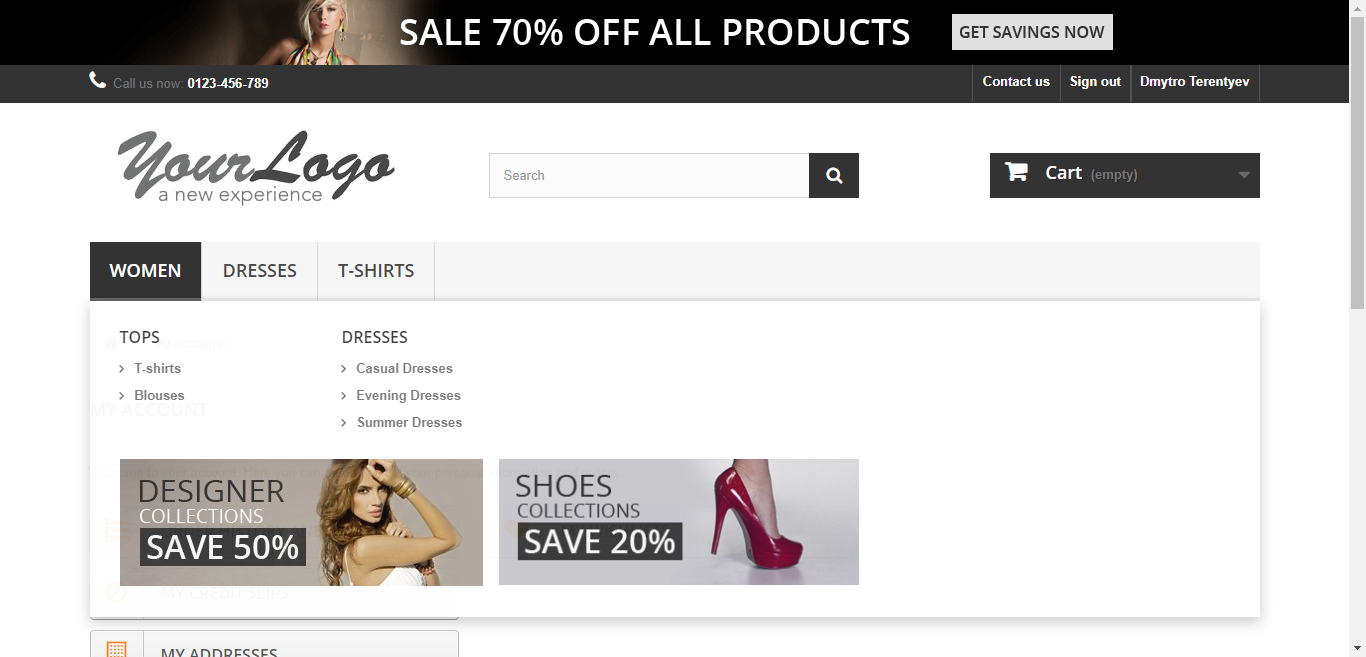 SALE 70% OFF ALL PRODUCTS
GET SAVINGS NOW
Call us now: 0123-456-789
Contact us
Sign out
Dmytro Terentyev
YourLogo
a new experience
Search
Cart (empty)
WOMEN
DRESSES
T-SHIRTS
TOPS
T-shirts
Blouses
DRESSES
Casual Dresses
Evening Dresses
Summer Dresses
MY ACCOUNT
DESIGNER
COLLECTIONS
SAVE 50%
SHOES
COLLECTIONS
SAVE 20%
MY CREDIT SLIPS
MY ADDRESSES